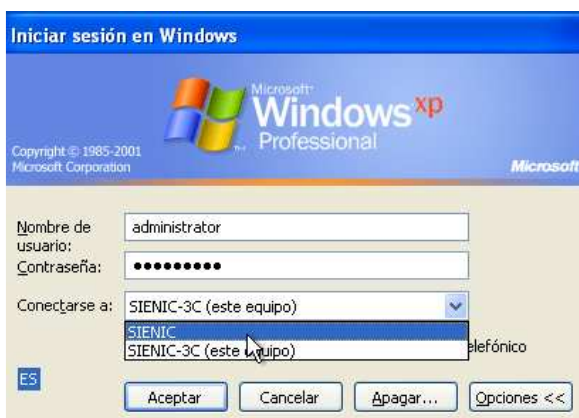 Iniciar sesión en Windows
Microsoft
Windows xp
Professional
Copyright © 1985-2001
Microsoft Corporation
Microsoft
Nombre de usuario:
administrator
Contraseña:
•••••••••
Conectarse a:
SIENIC-3C (este equipo)
SIENIC
SIENIC-3C (este equipo)
ES
Aceptar
Cancelar
Apagar...
Opciones <<